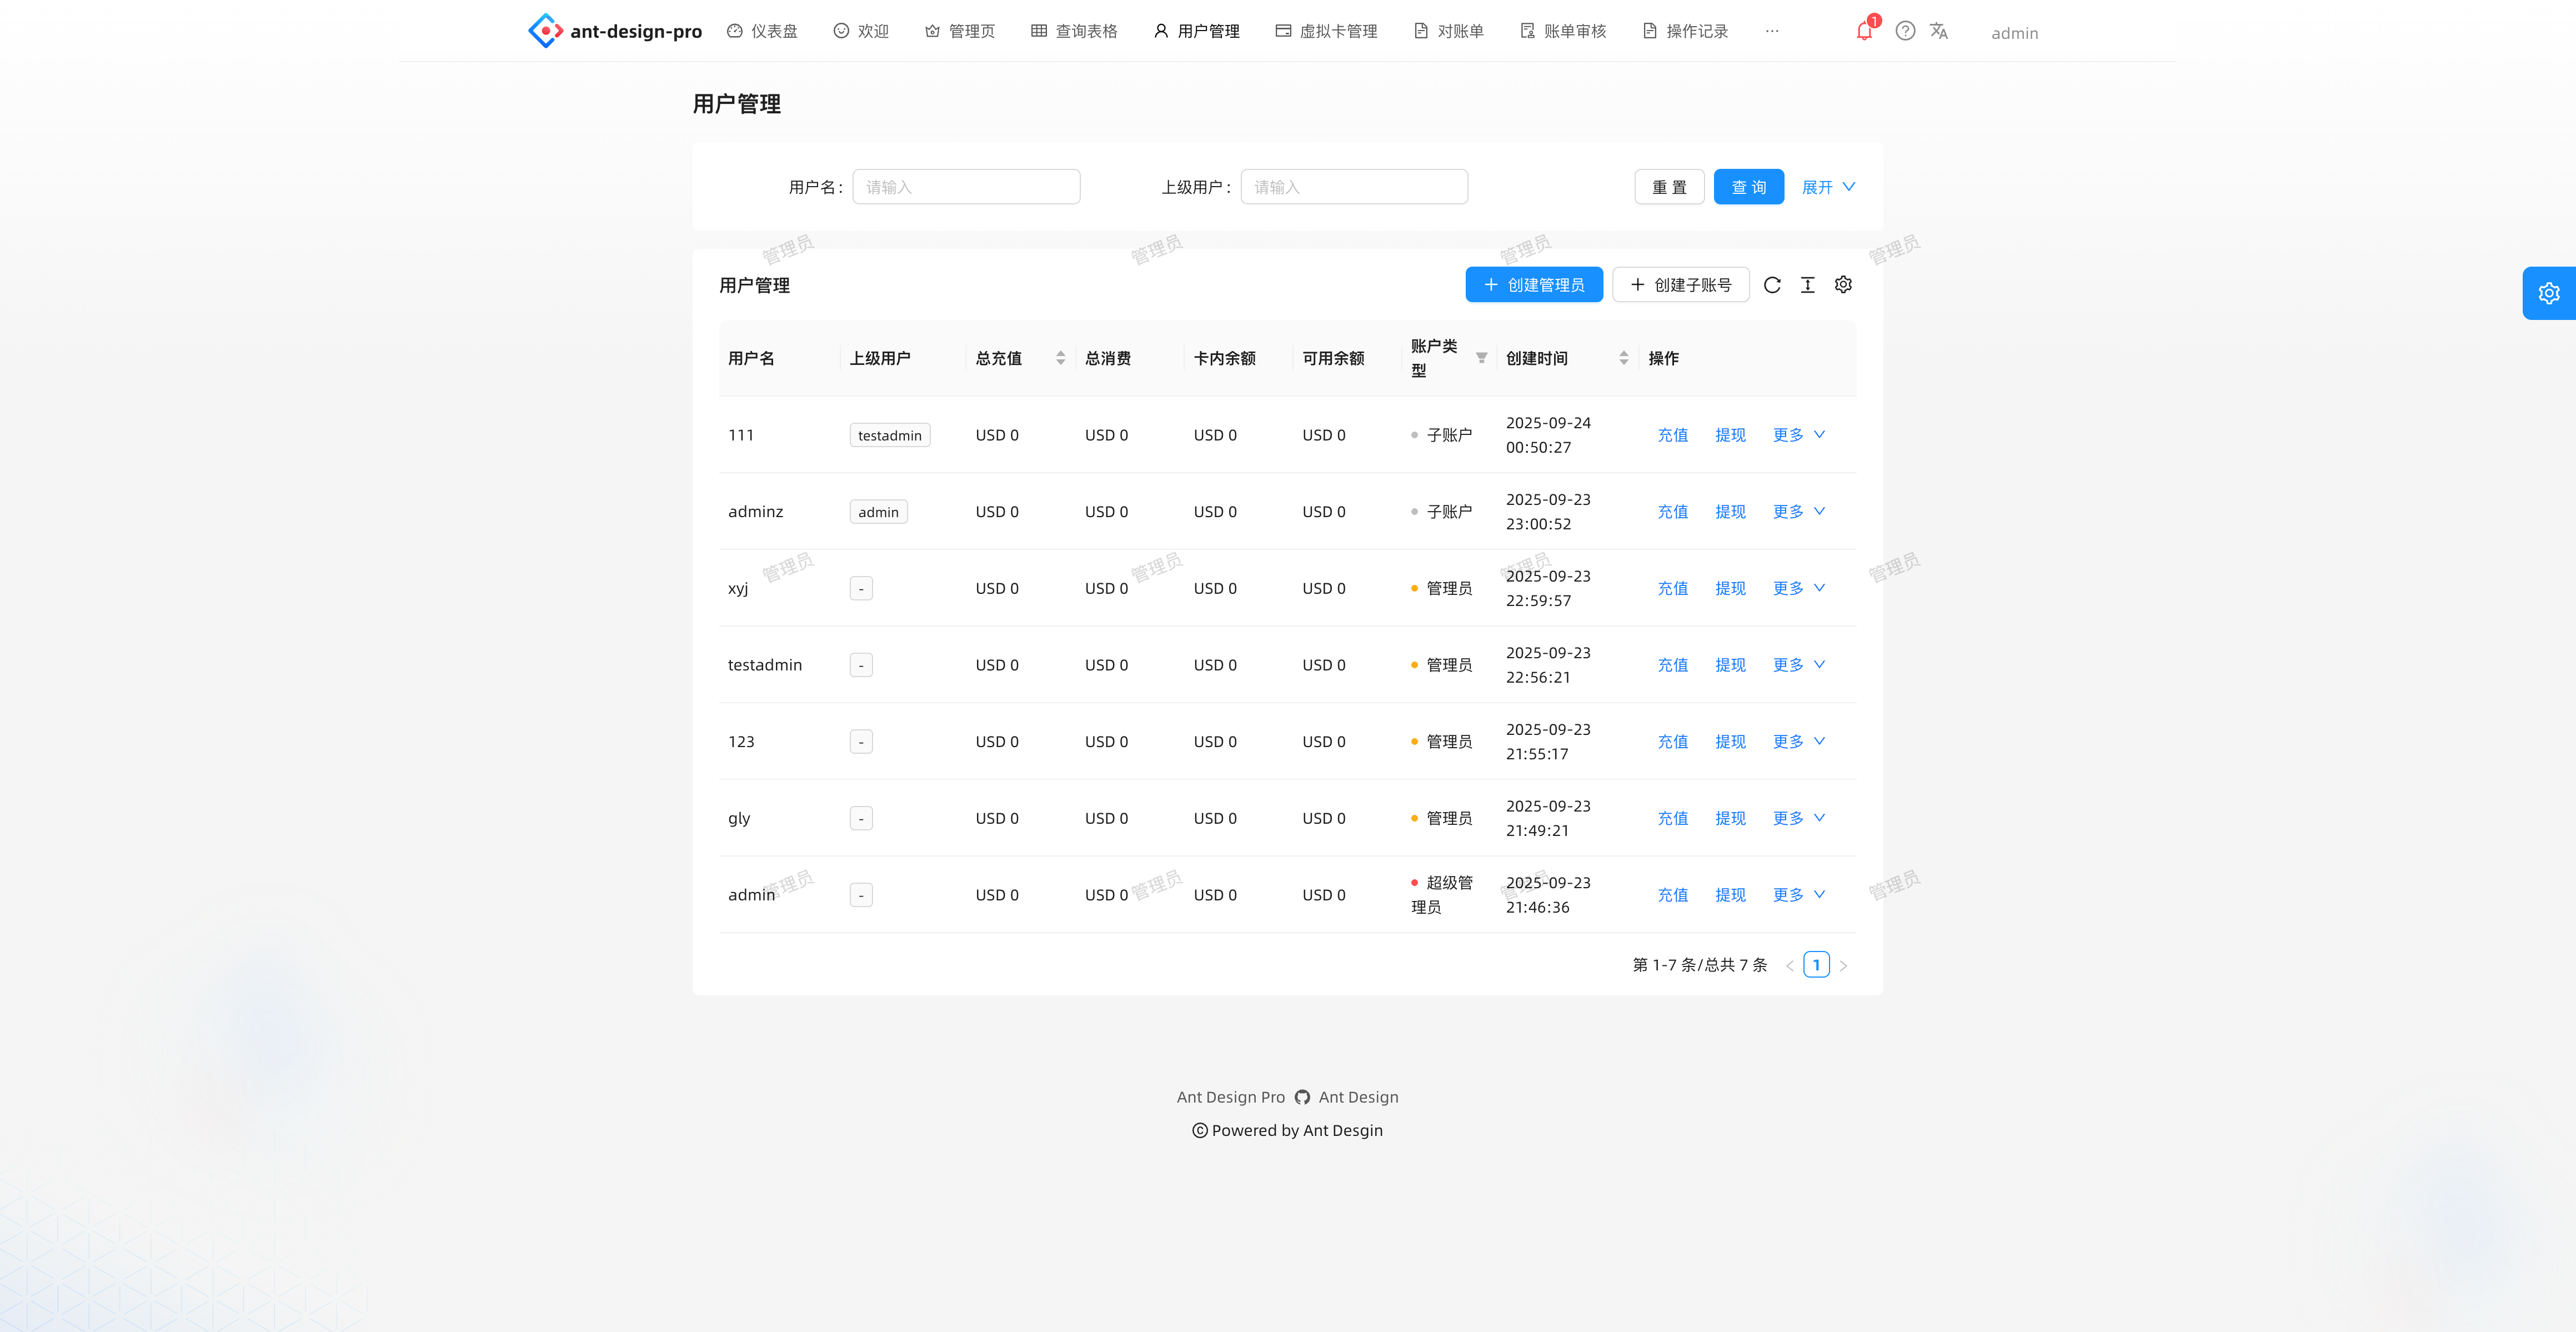 ant-design-pro 仪表盘 欢迎 管理页 查询表格 用户管理 虚拟卡管理 对账单 账单审核 操作记录 ··· 1 admin
用户管理
用户名: 请输入 上级用户: 请输入 重 置 查 询 展开
管理员 管理员 管理员 管理员
用户管理 创建管理员 创建子账号
用户名 上级用户 总充值 总消费 卡内余额 可用余额 账户类型 创建时间 操作
111 testadmin USD 0 USD 0 USD 0 USD 0 子账户 2025-09-24 00:50:27 充值 提现 更多
adminz admin USD 0 USD 0 USD 0 USD 0 子账户 2025-09-23 23:00:52 充值 提现 更多
管理员 管理员 管理员 管理员
xyj - USD 0 USD 0 USD 0 USD 0 管理员 2025-09-23 22:59:57 充值 提现 更多
testadmin - USD 0 USD 0 USD 0 USD 0 管理员 2025-09-23 22:56:21 充值 提现 更多
123 - USD 0 USD 0 USD 0 USD 0 管理员 2025-09-23 21:55:17 充值 提现 更多
gly - USD 0 USD 0 USD 0 USD 0 管理员 2025-09-23 21:49:21 充值 提现 更多
管理员 管理员 管理员 管理员
admin - USD 0 USD 0 USD 0 USD 0 超级管理员 2025-09-23 21:46:36 充值 提现 更多
第 1-7 条/总共 7 条 < 1 >
Ant Design Pro Ant Design
© Powered by Ant Desgin